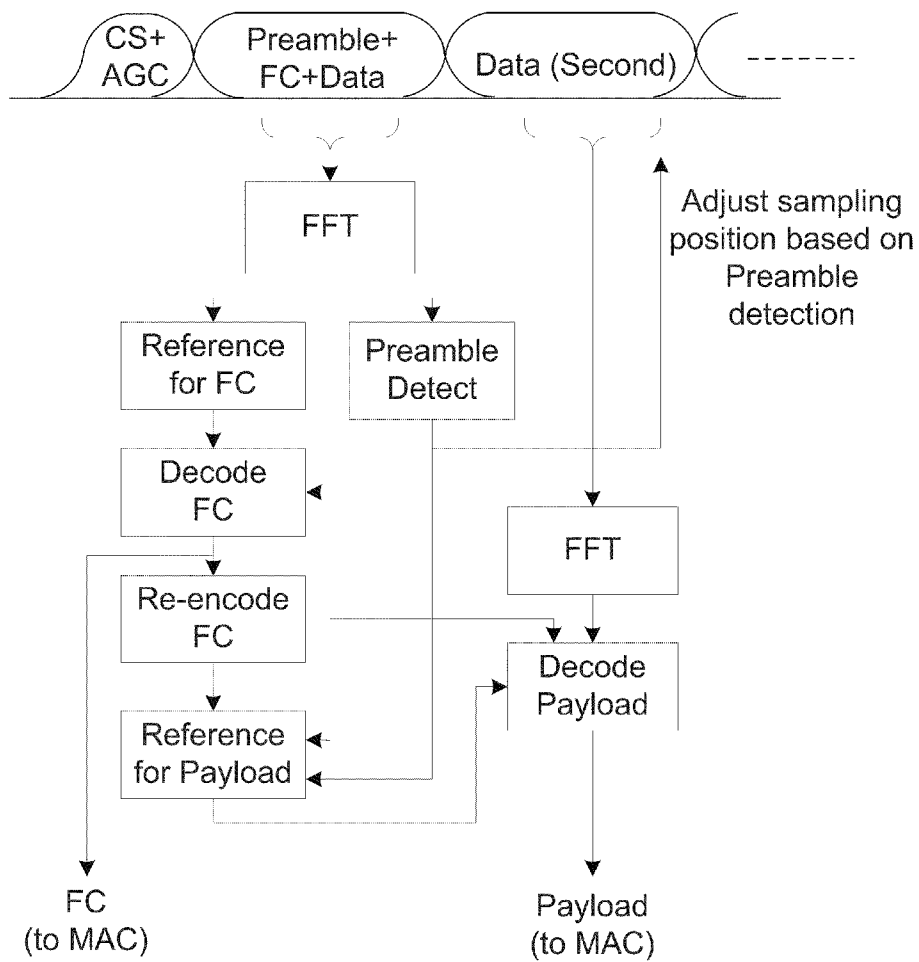 CS+
AGC
Preamble+
FC+Data
Data (Second)
Adjust sampling
position based on
Preamble
detection
FFT
Reference
for FC
Preamble
Detect
Decode
FC
FFT
Re-encode
FC
Decode
Payload
Reference
for Payload
FC
(to MAC)
Payload
(to MAC)